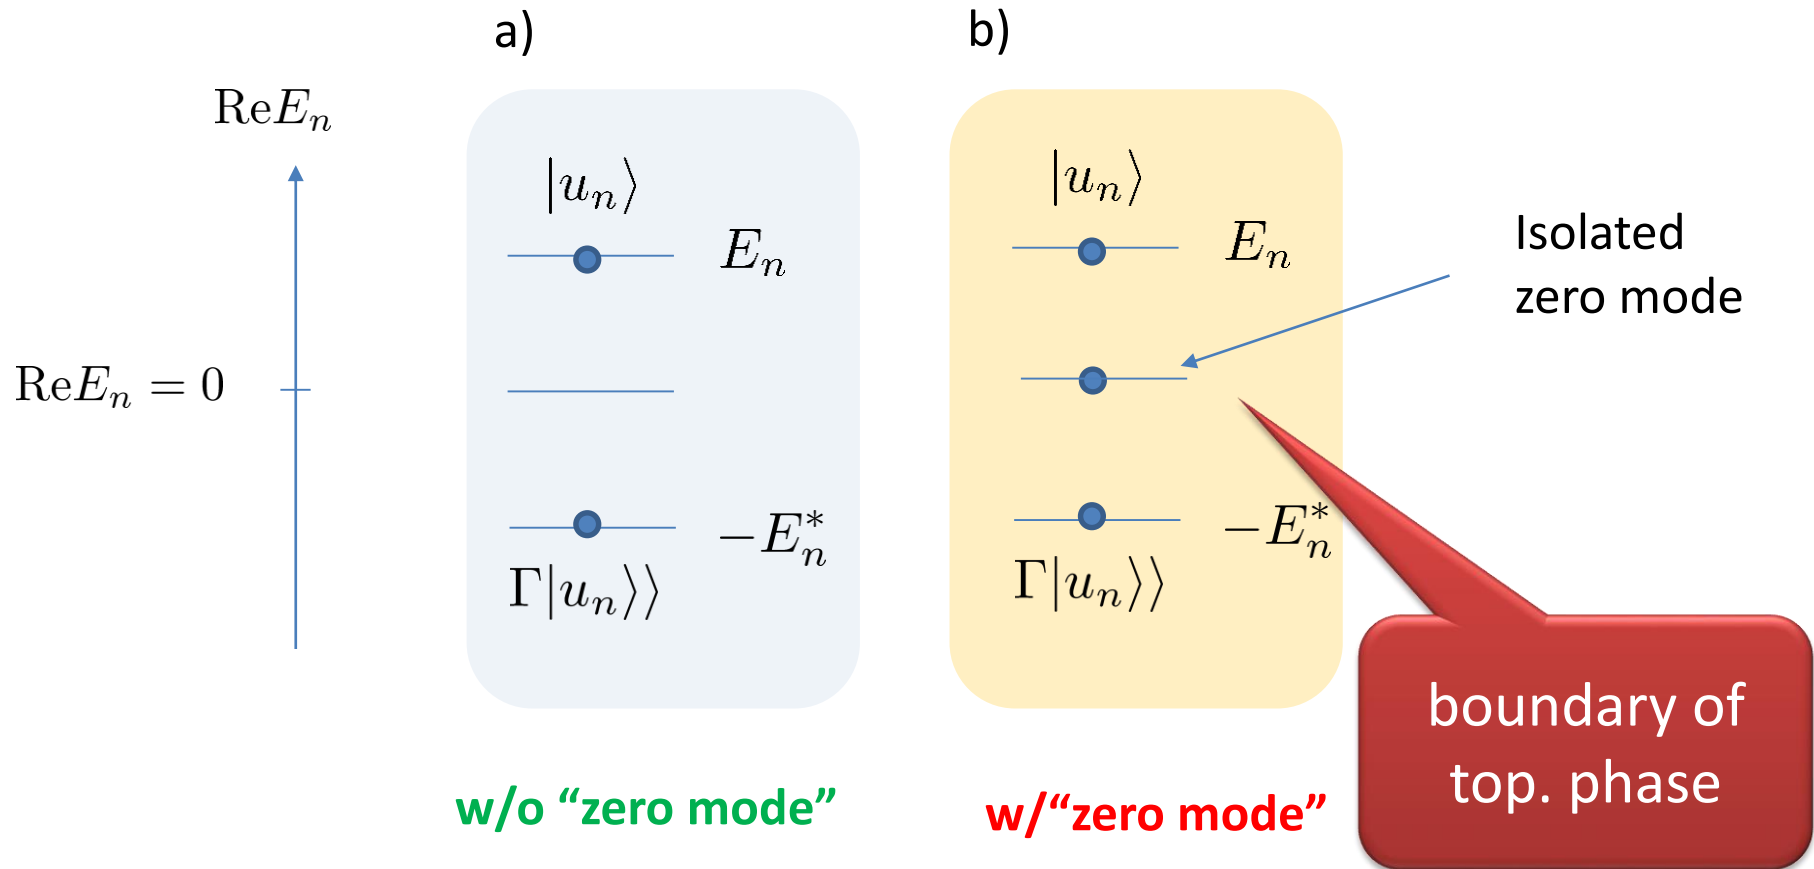 a)
b)
ReE_n
|u_n⟩
E_n
ReE_n = 0
−E_n^*
Γ|u_n⟩⟩
w/o “zero mode”
|u_n⟩
E_n
−E_n^*
Γ|u_n⟩⟩
w/“zero mode”
Isolated
zero mode
boundary of
top. phase